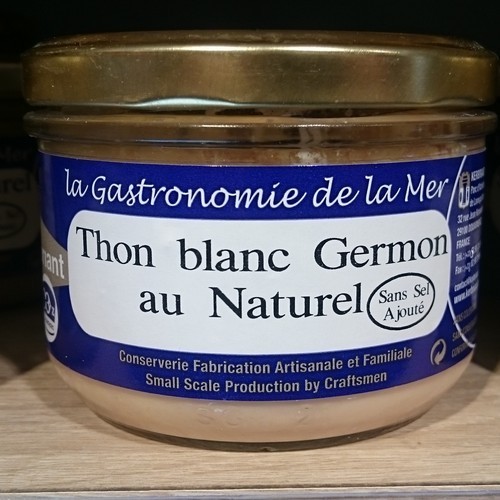 la Gastronomie de la Mer
Thon blanc Germon
au Naturel
Sans Sel
Ajouté
Conserverie Fabrication Artisanale et Familiale
Small Scale Production by Craftsmen
FRANCE